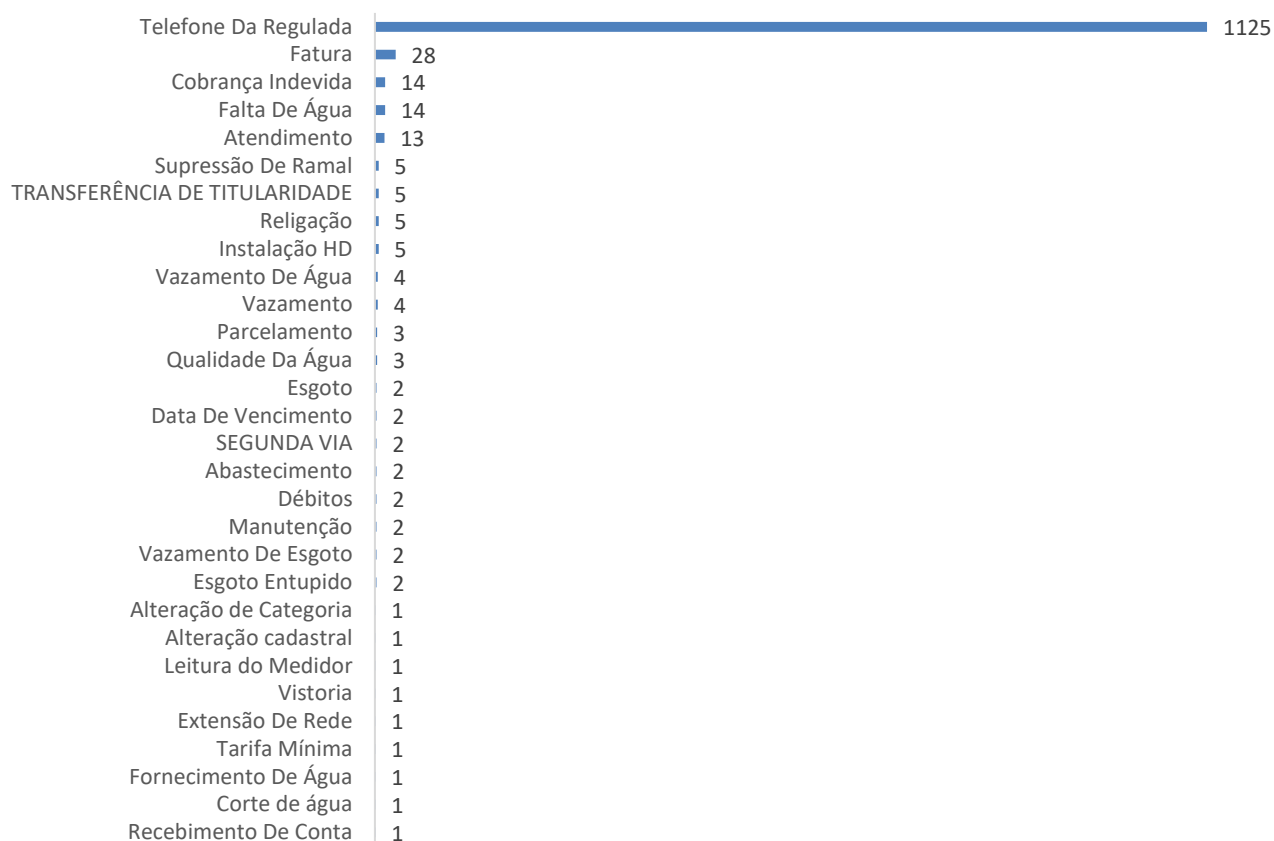 Telefone Da Regulada 1125
Fatura 28
Cobrança Indevida 14
Falta De Água 14
Atendimento 13
Supressão De Ramal 5
TRANSFERÊNCIA DE TITULARIDADE 5
Religação 5
Instalação HD 5
Vazamento De Água 4
Vazamento 4
Parcelamento 3
Qualidade Da Água 3
Esgoto 2
Data De Vencimento 2
SEGUNDA VIA 2
Abastecimento 2
Débitos 2
Manutenção 2
Vazamento De Esgoto 2
Esgoto Entupido 2
Alteração de Categoria 1
Alteração cadastral 1
Leitura do Medidor 1
Vistoria 1
Extensão De Rede 1
Tarifa Mínima 1
Fornecimento De Água 1
Corte de água 1
Recebimento De Conta 1